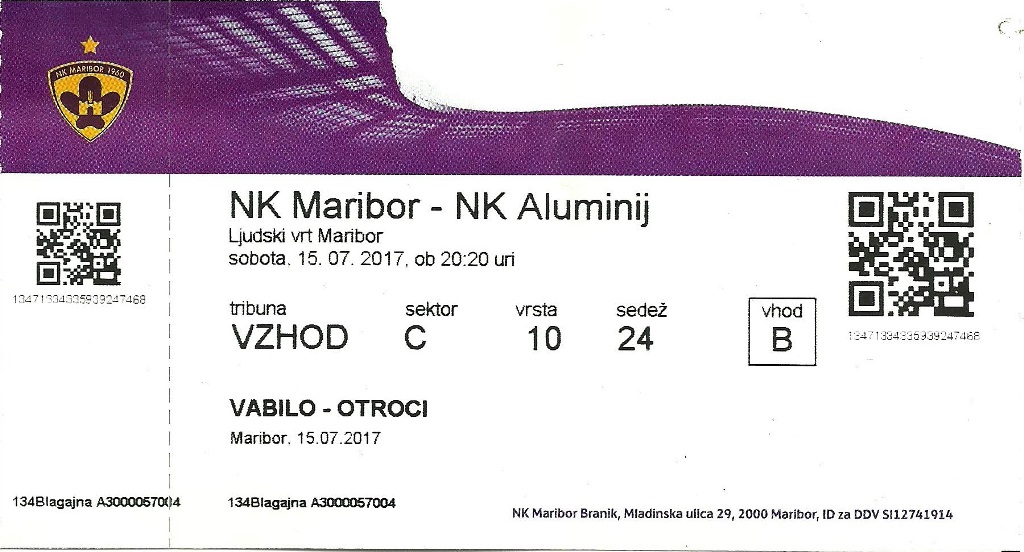 NK MARIBOR 1960
13471334335939247468
NK Maribor - NK Aluminij
Ljudski vrt Maribor
sobota, 15. 07. 2017, ob 20:20 uri
tribuna sektor vrsta sedež vhod
VZHOD C 10 24 B
13471334335939247468
VABILO - OTROCI
Maribor, 15.07.2017
134Blagajna A3000057004
134Blagajna A3000057004
NK Maribor Branik, Mladinska ulica 29, 2000 Maribor, ID za DDV SI12741914